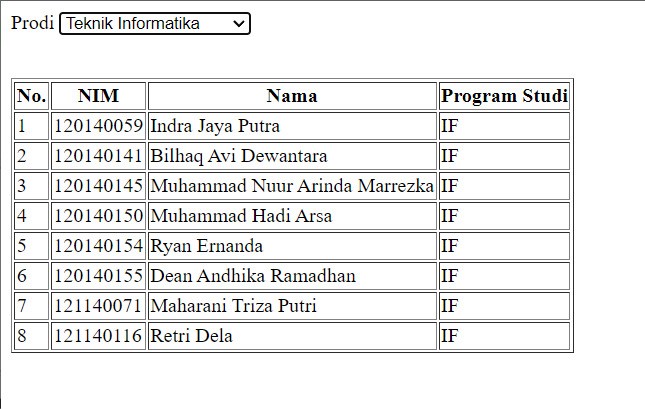 Prodi Teknik Informatika
No. NIM Nama Program Studi
1 120140059 Indra Jaya Putra IF
2 120140141 Bilhaq Avi Dewantara IF
3 120140145 Muhammad Nuur Arinda Marrezka IF
4 120140150 Muhammad Hadi Arsa IF
5 120140154 Ryan Ernanda IF
6 120140155 Dean Andhika Ramadhan IF
7 121140071 Maharani Triza Putri IF
8 121140116 Retri Dela IF